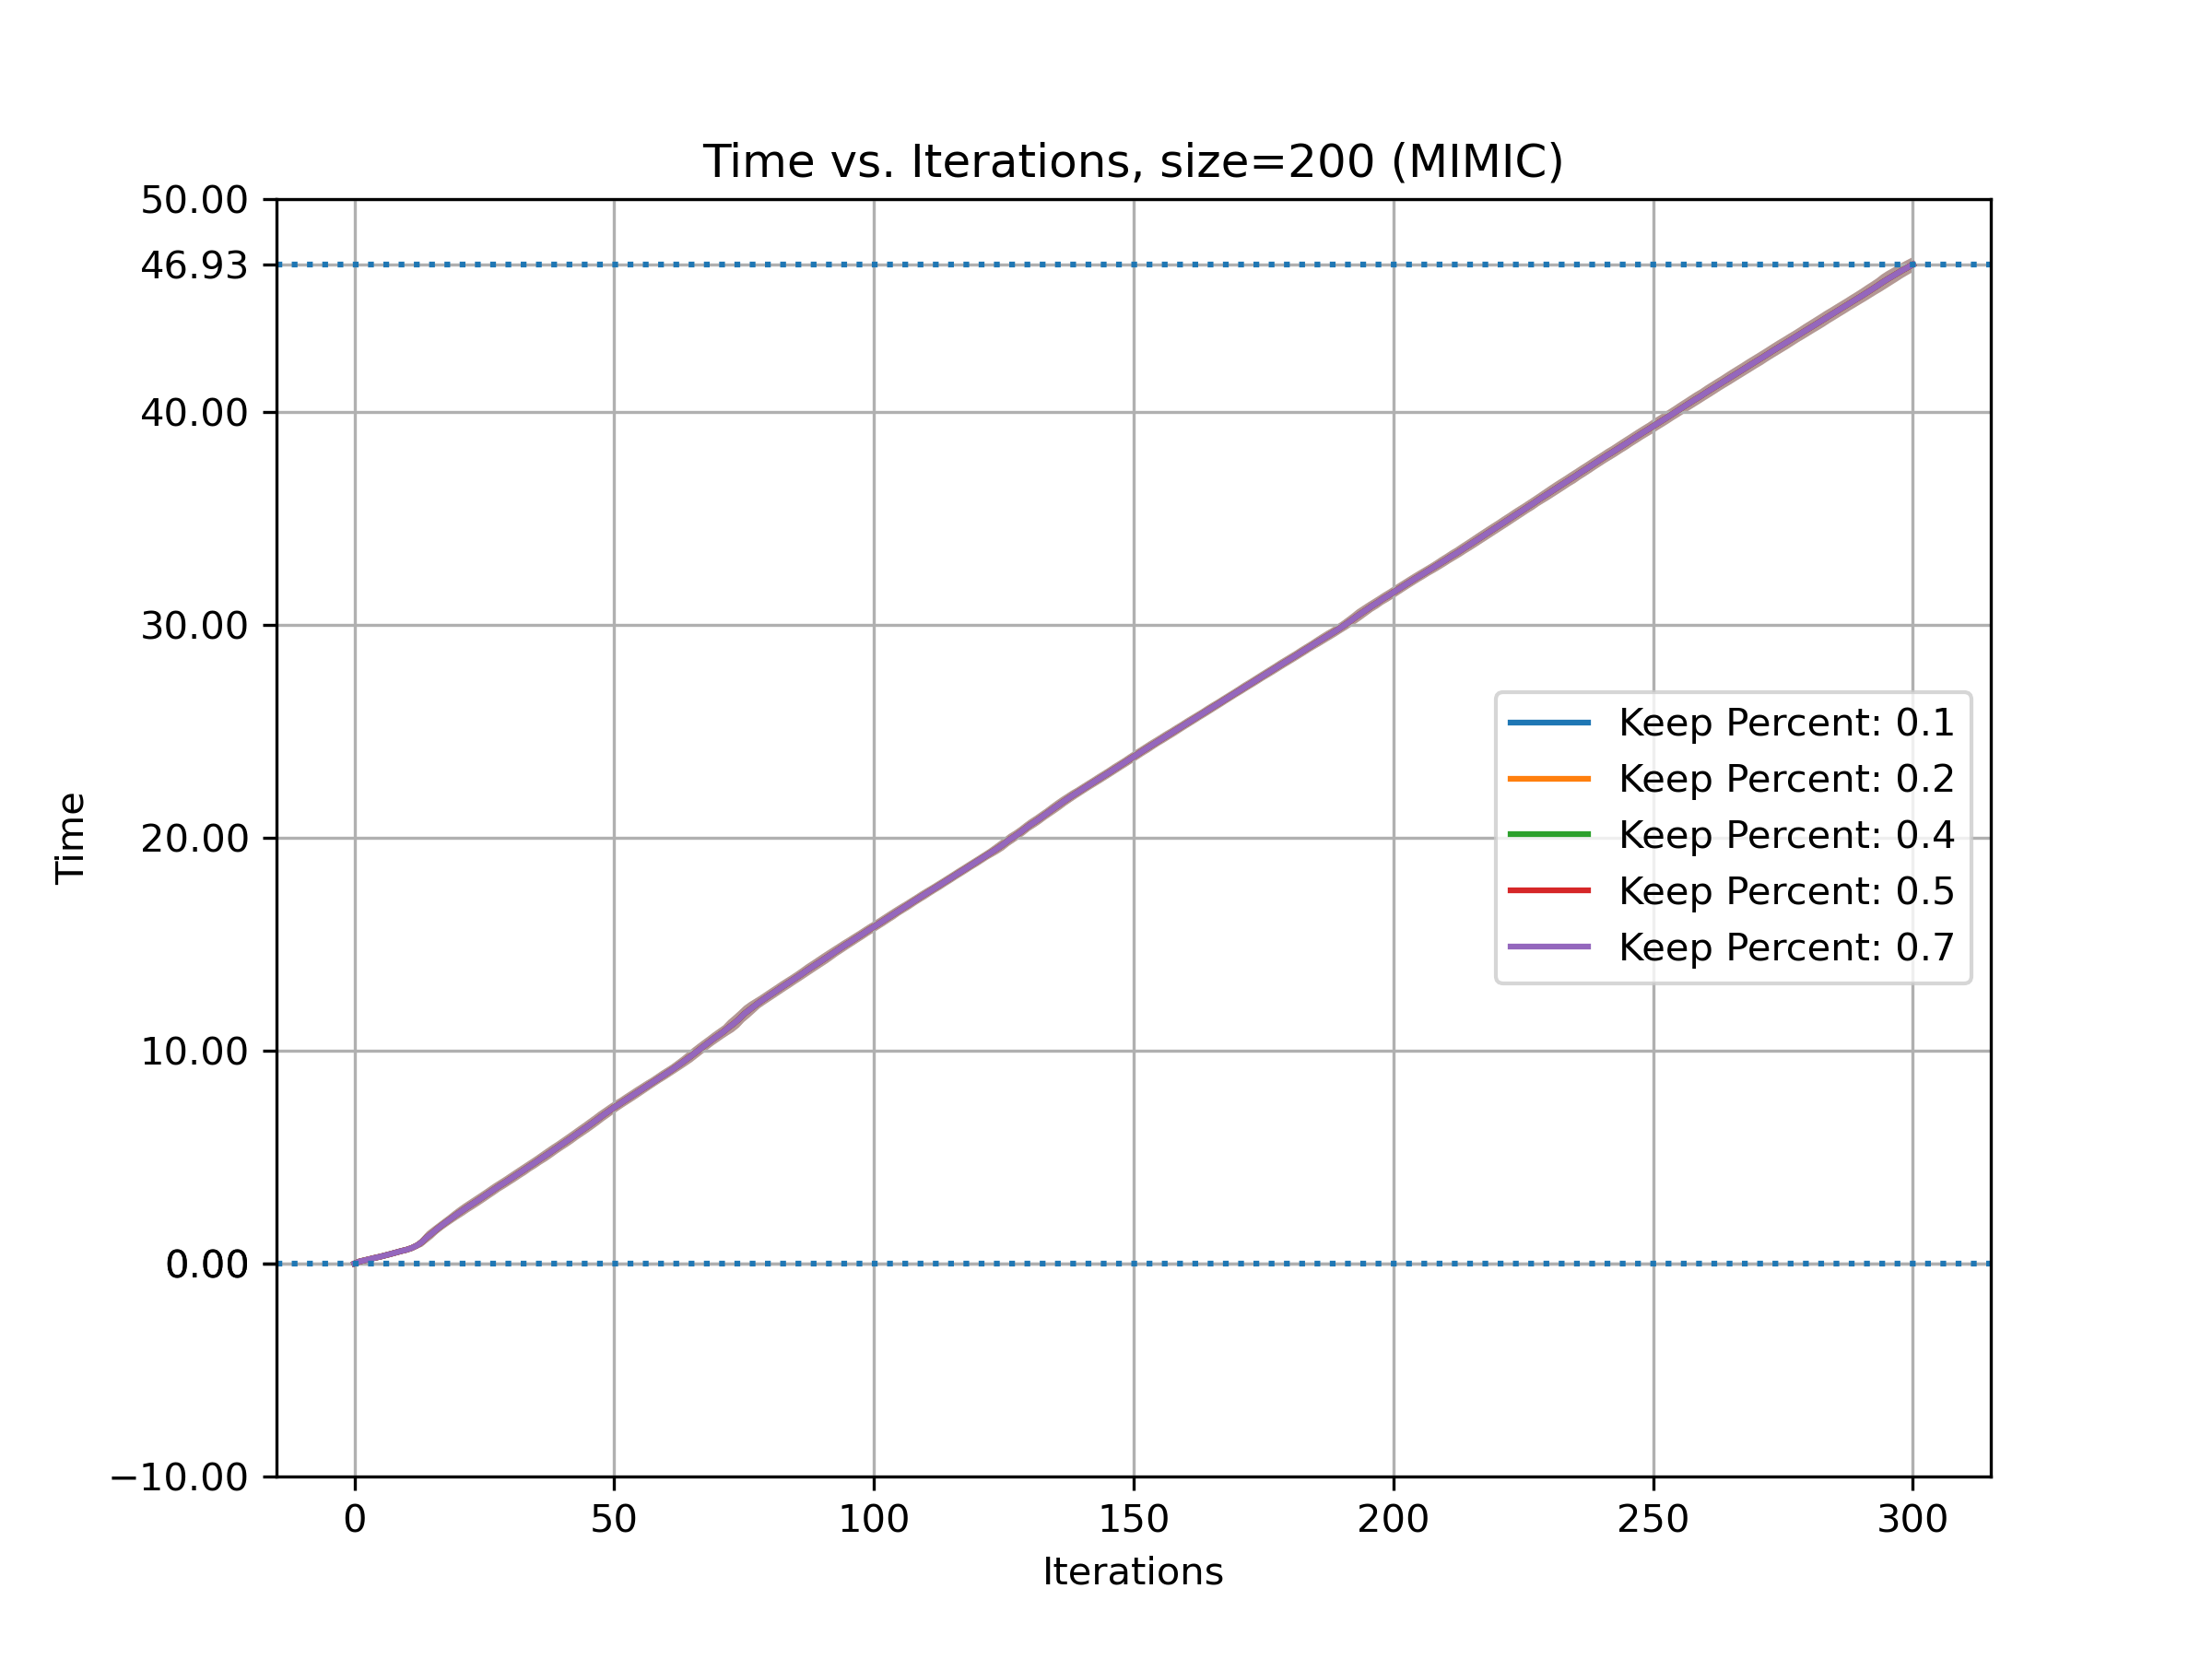 Time vs. Iterations, size=200 (MIMIC)
50.00
46.93
40.00
30.00
20.00
10.00
0.00
−10.00
Time
Keep Percent: 0.1
Keep Percent: 0.2
Keep Percent: 0.4
Keep Percent: 0.5
Keep Percent: 0.7
0 50 100 150 200 250 300
Iterations